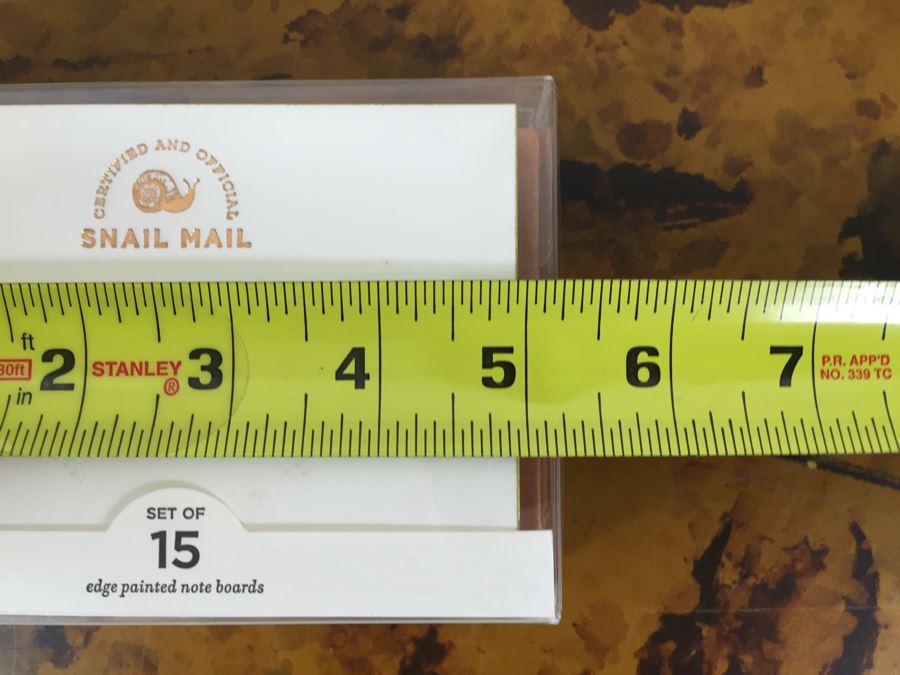 CERTIFIED AND OFFICIAL
SNAIL MAIL
ft
30ft
in
2 STANLEY® 3 4 5 6 7
P.R. APP'D
NO. 339 TC
SET OF
15
edge painted note boards